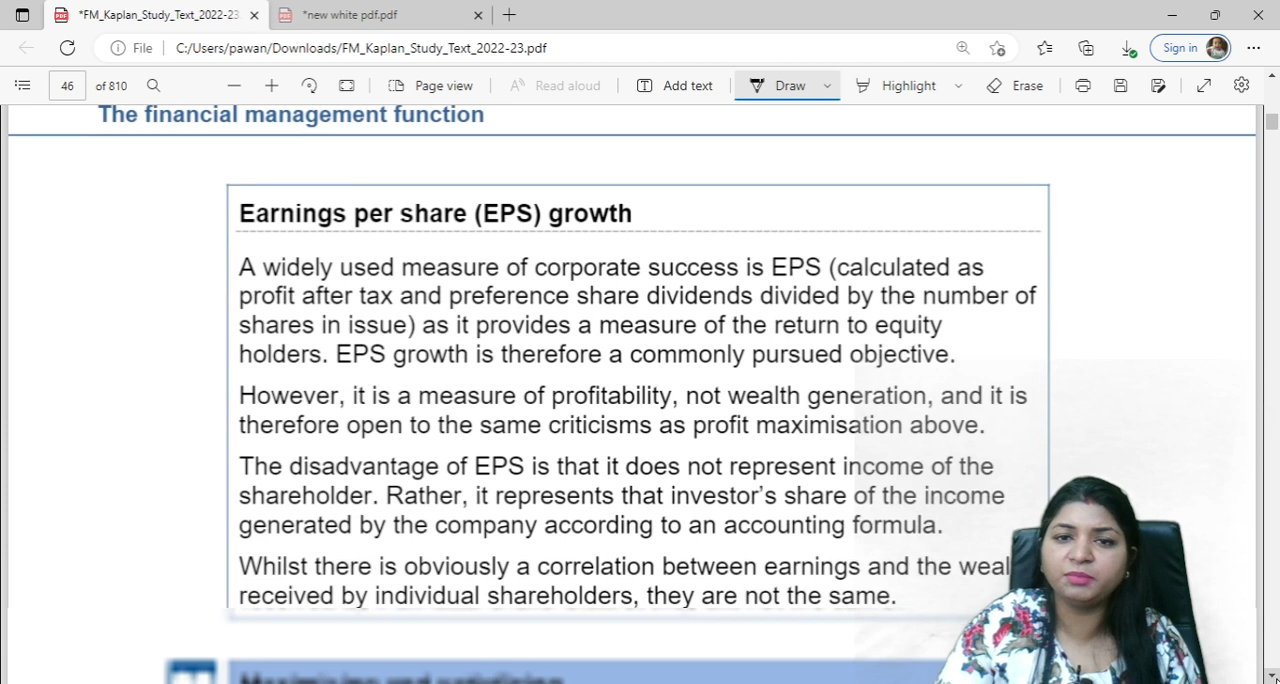 *FM_Kaplan_Study_Text_2022-23
*new white pdf.pdf
File
C:/Users/pawan/Downloads/FM_Kaplan_Study_Text_2022-23.pdf
Sign in
46 of 810
Page view
Read aloud
Add text
Draw
Highlight
Erase
The financial management function
Earnings per share (EPS) growth
A widely used measure of corporate success is EPS (calculated as
profit after tax and preference share dividends divided by the number of
shares in issue) as it provides a measure of the return to equity
holders. EPS growth is therefore a commonly pursued objective.
However, it is a measure of profitability, not wealth generation, and it is
therefore open to the same criticisms as profit maximisation above.
The disadvantage of EPS is that it does not represent income of the
shareholder. Rather, it represents that investor's share of the income
generated by the company according to an accounting formula.
Whilst there is obviously a correlation between earnings and the weal
received by individual shareholders, they are not the same.